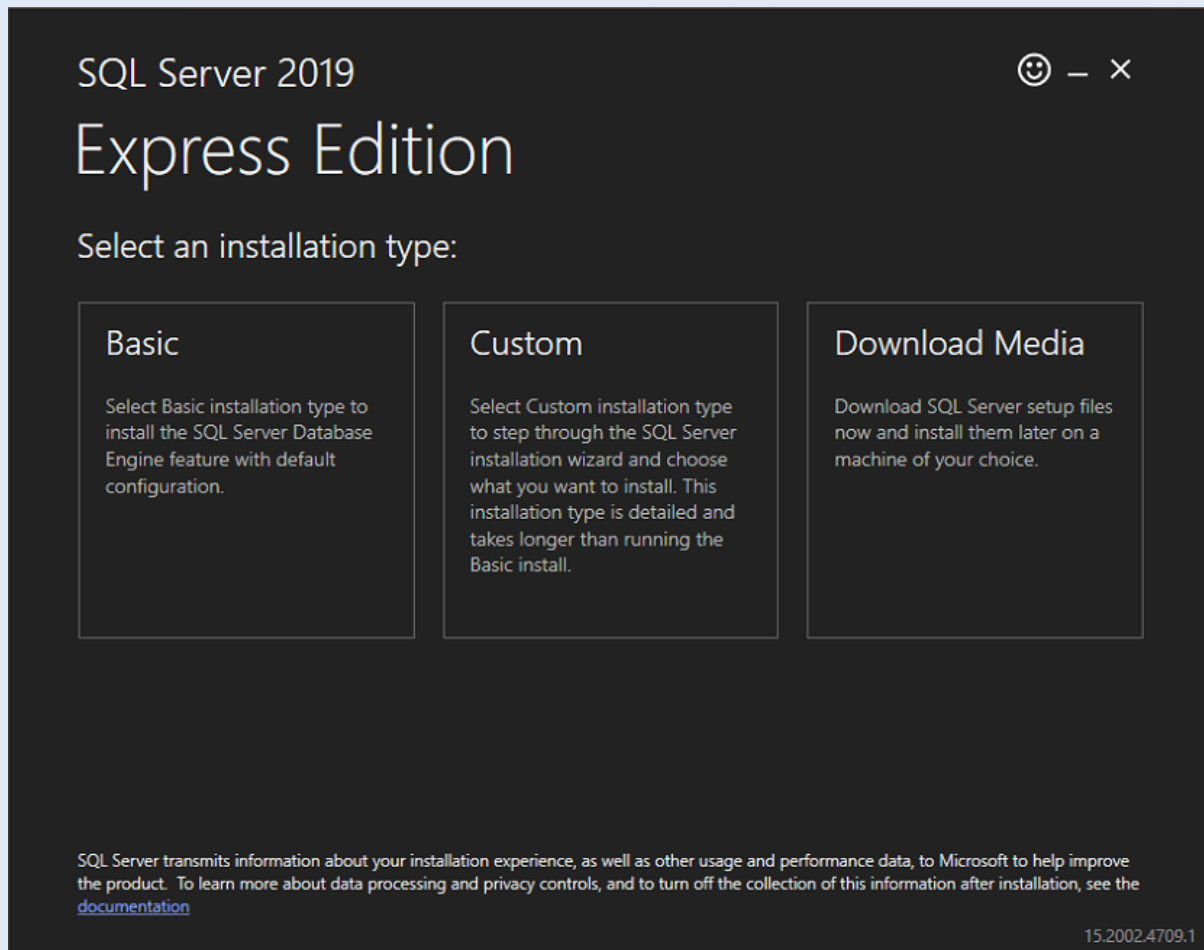 SQL Server 2019
Express Edition
Select an installation type:
Basic
Select Basic installation type to
install the SQL Server Database
Engine feature with default
configuration.
Custom
Select Custom installation type
to step through the SQL Server
installation wizard and choose
what you want to install. This
installation type is detailed and
takes longer than running the
Basic install.
Download Media
Download SQL Server setup files
now and install them later on a
machine of your choice.
SQL Server transmits information about your installation experience, as well as other usage and performance data, to Microsoft to help improve
the product.  To learn more about data processing and privacy controls, and to turn off the collection of this information after installation, see the
documentation
15.2002.4709.1